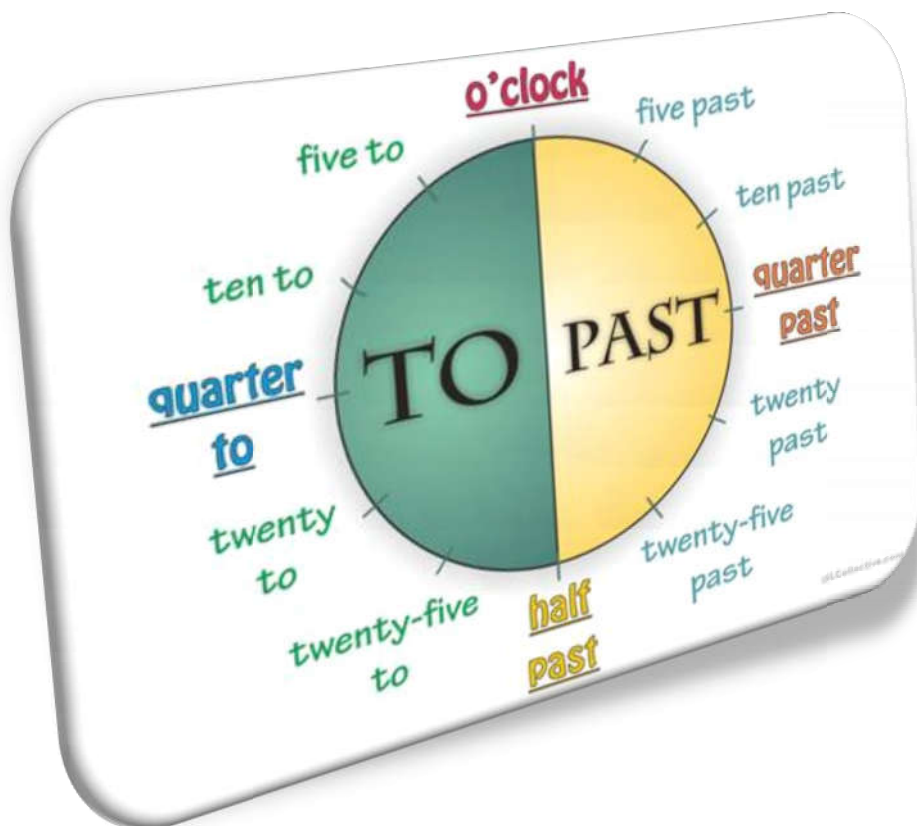 o'clock
five past
ten past
quarter
past
twenty
past
twenty-five
past
half
past
twenty-five
to
twenty
to
quarter
to
ten to
five to
TO
PAST